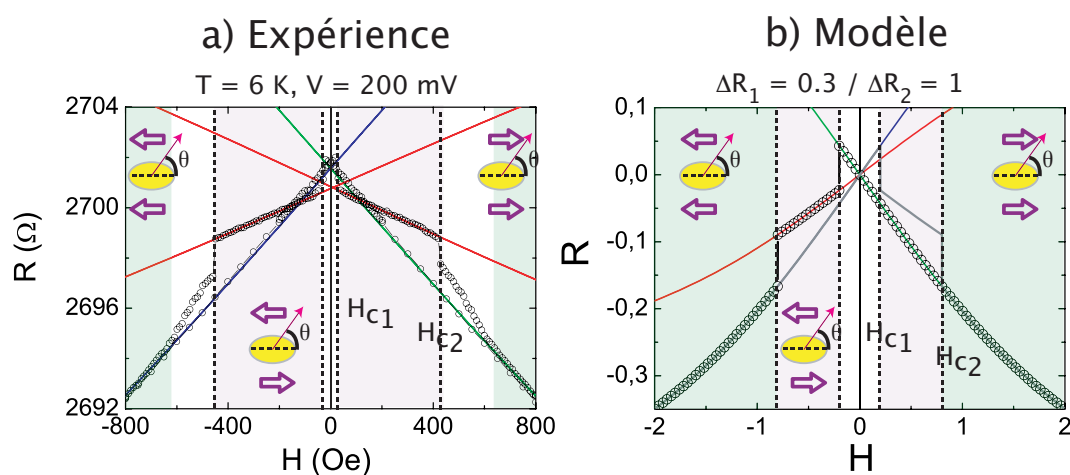 a) Expérience
T = 6 K, V = 200 mV
2704
2700
2696
2692
R (Ω)
-800
-400
0
400
800
H (Oe)
θ
θ
θ
Hc1
Hc2
b) Modèle
ΔR1 = 0.3 / ΔR2 = 1
0,1
0,0
-0,1
-0,2
-0,3
R
-2
-1
0
1
2
H
θ
θ
θ
Hc1
Hc2